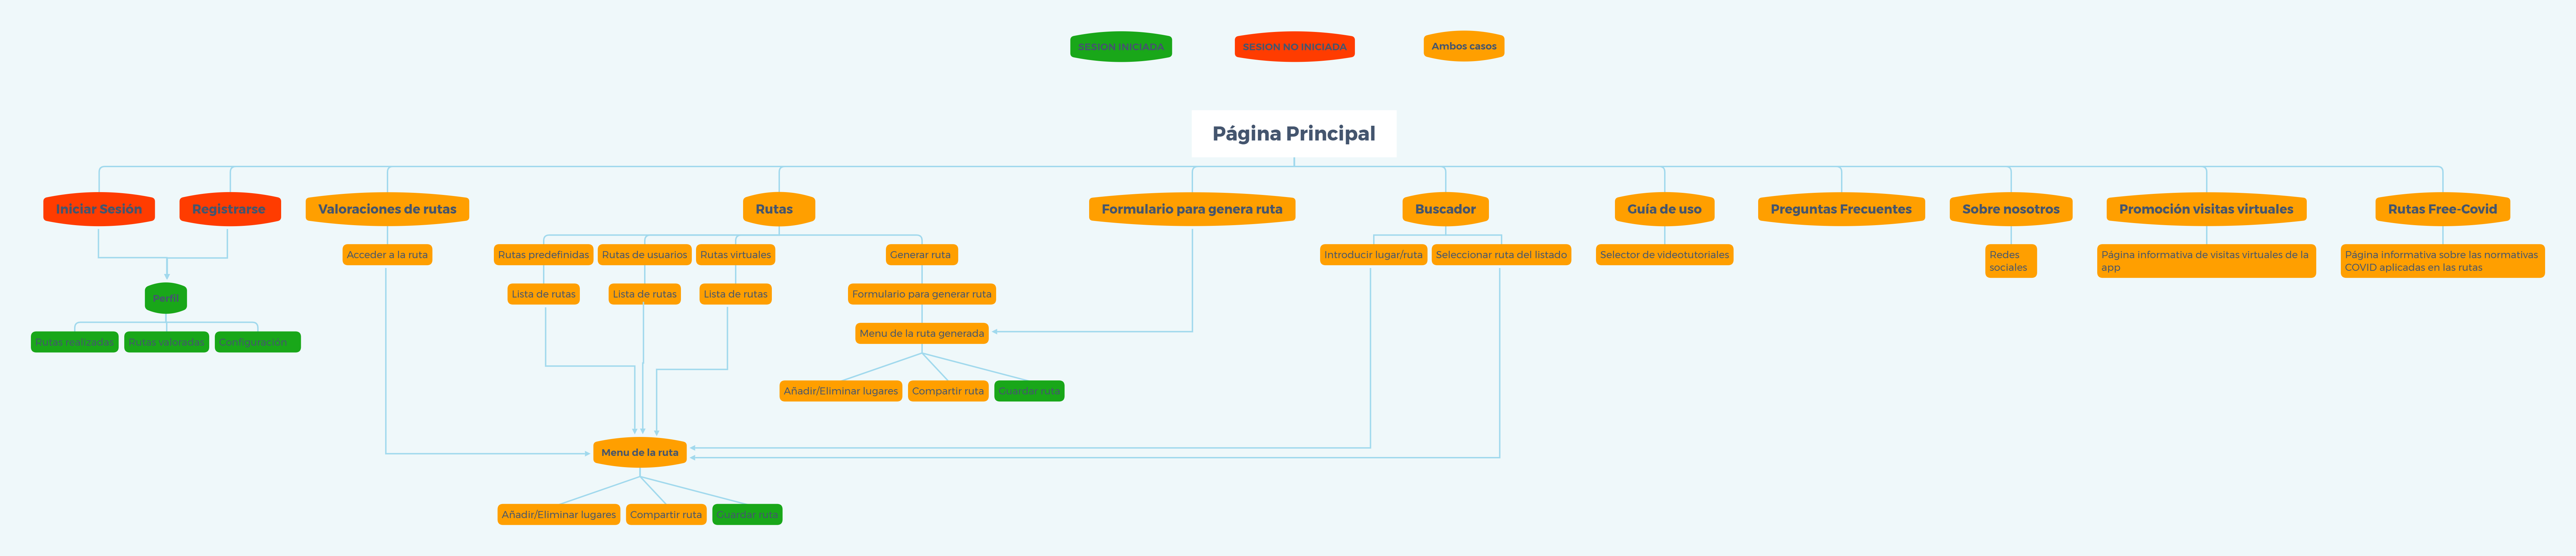 SESION INICIADA
SESION NO INICIADA
Ambos casos
Página Principal
Iniciar Sesión
Registrarse
Valoraciones de rutas
Rutas
Formulario para genera ruta
Buscador
Guía de uso
Preguntas Frecuentes
Sobre nosotros
Promoción visitas virtuales
Rutas Free-Covid
Acceder a la ruta
Rutas predefinidas
Rutas de usuarios
Rutas virtuales
Generar ruta
Introducir lugar/ruta
Seleccionar ruta del listado
Selector de videotutoriales
Redes
sociales
Página informativa de visitas virtuales de la
app
Página informativa sobre las normativas
COVID aplicadas en las rutas
Perfil
Lista de rutas
Lista de rutas
Lista de rutas
Formulario para generar ruta
Rutas realizadas
Rutas valoradas
Configuración
Menu de la ruta generada
Añadir/Eliminar lugares
Compartir ruta
Guardar ruta
Menu de la ruta
Añadir/Eliminar lugares
Compartir ruta
Guardar ruta